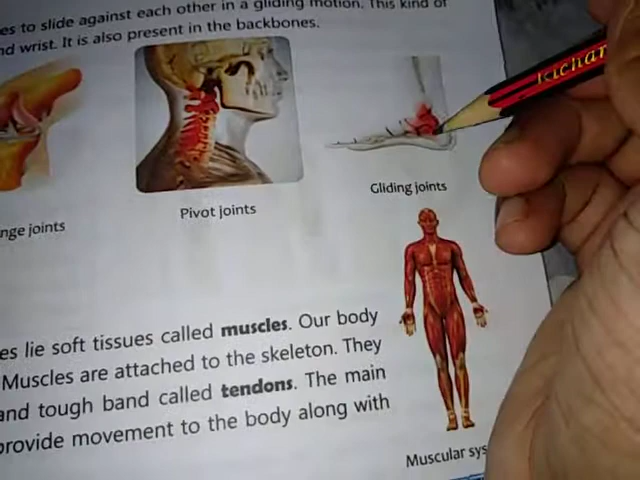 es to slide against each other in a gliding motion. This kind of
nd wrist. It is also present in the backbones.
kichar
Gliding joints
Pivot joints
nge joints
es lie soft tissues called muscles. Our body
Muscles are attached to the skeleton. They
and tough band called tendons. The main
provide movement to the body along with
Muscular sys